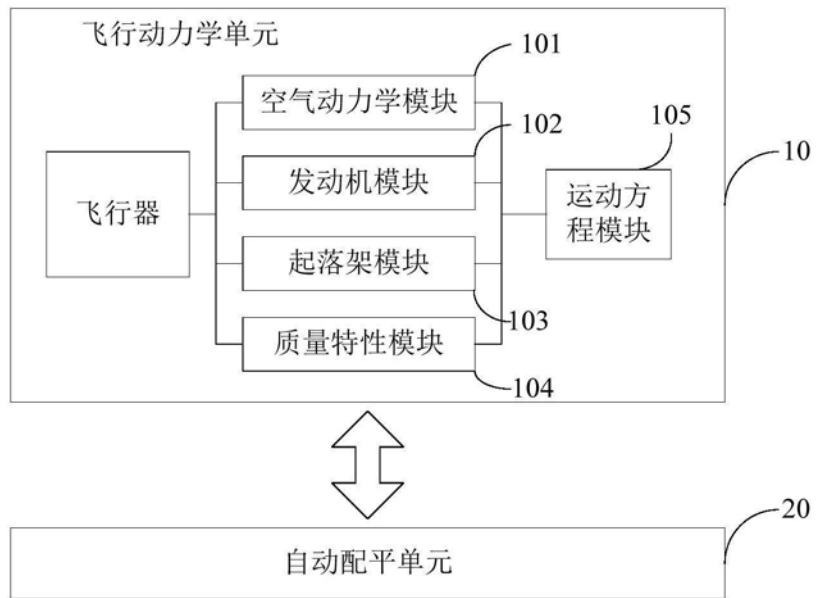 飞行动力学单元
101
空气动力学模块
102
105
10
发动机模块
飞行器
运动方
程模块
起落架模块
103
质量特性模块
104
20
自动配平单元